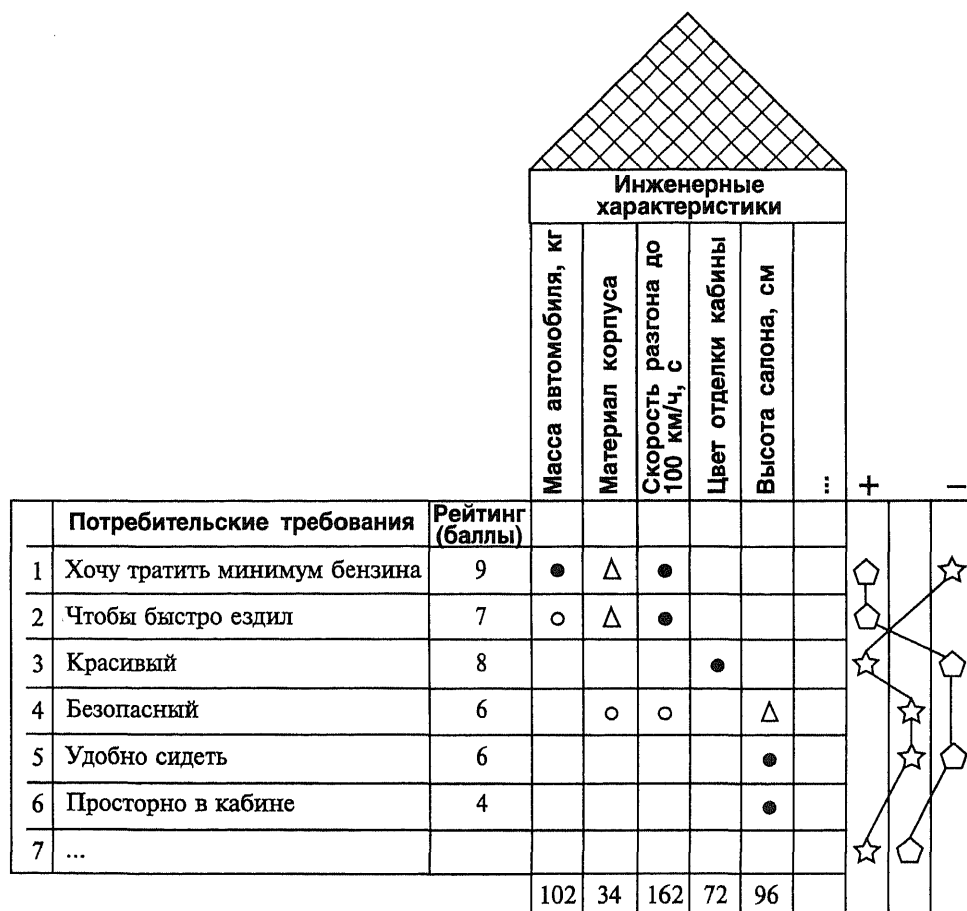 Инженерные
характеристики
Масса автомобиля, кг
Материал корпуса
Скорость разгона до
100 км/ч, с
Цвет отделки кабины
Высота салона, см
...
+ –
Потребительские требования Рейтинг
(баллы)
1 Хочу тратить минимум бензина 9
2 Чтобы быстро ездил 7
3 Красивый 8
4 Безопасный 6
5 Удобно сидеть 6
6 Просторно в кабине 4
7 ...
102 34 162 72 96